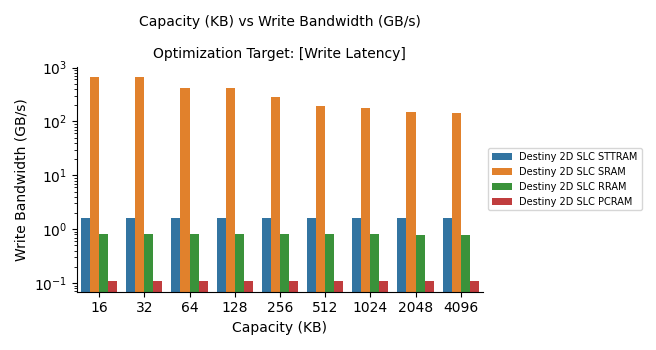 Capacity (KB) vs Write Bandwidth (GB/s)
Optimization Target: [Write Latency]
Write Bandwidth (GB/s)
10³
10²
10¹
10⁰
10⁻¹
16 32 64 128 256 512 1024 2048 4096
Capacity (KB)
Destiny 2D SLC STTRAM
Destiny 2D SLC SRAM
Destiny 2D SLC RRAM
Destiny 2D SLC PCRAM